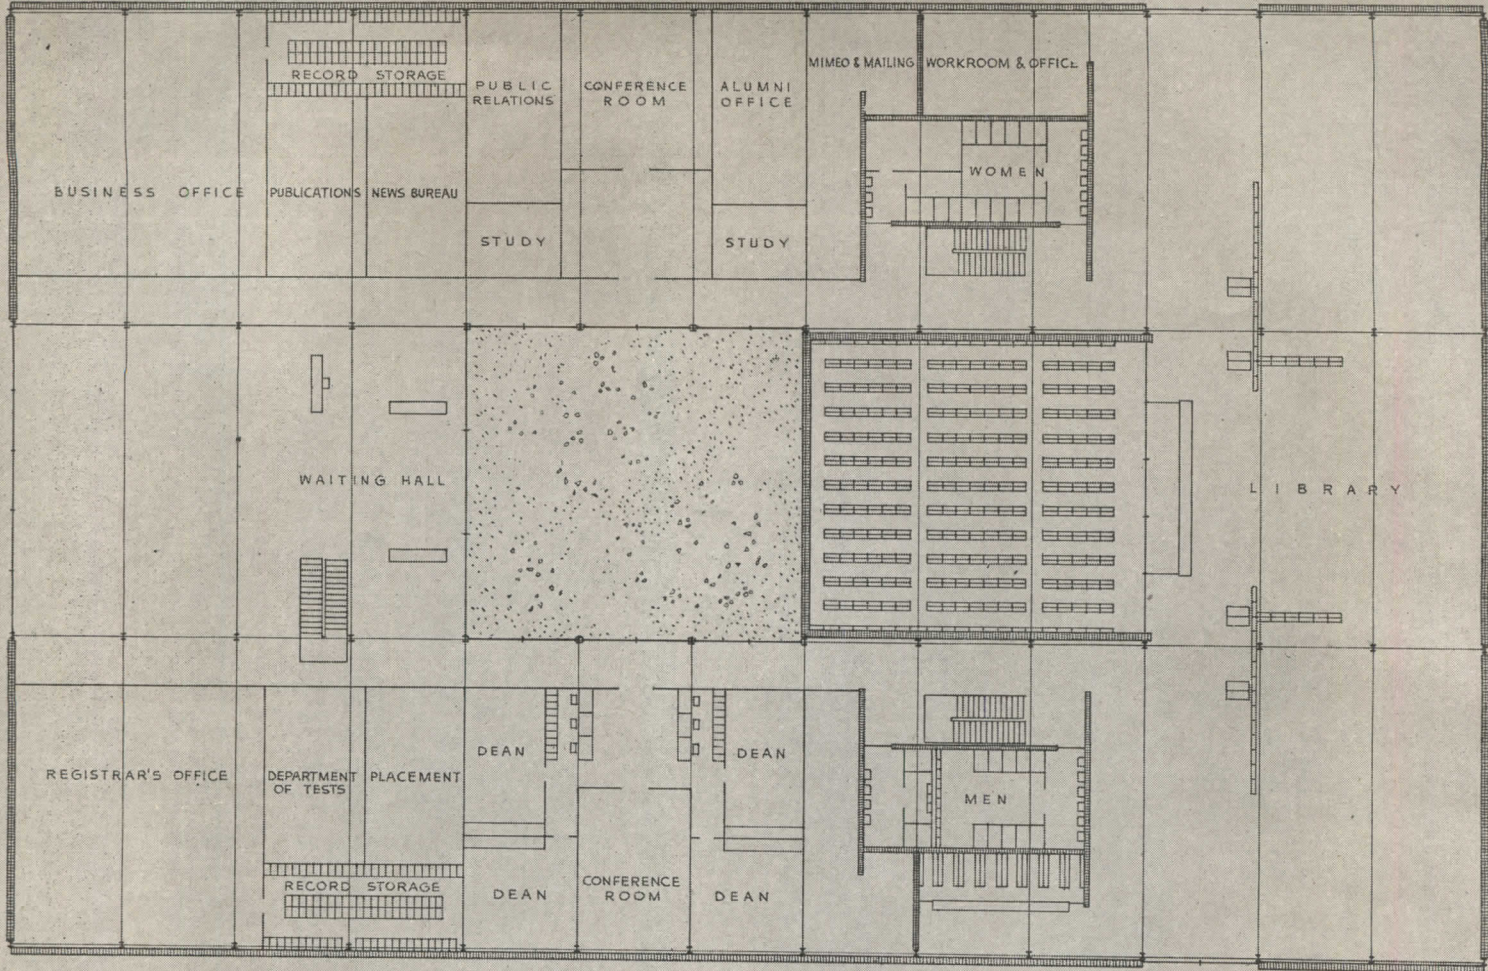 MIMEO & MAILING
WORKROOM & OFFICE
RECORD STORAGE
PUBLIC
RELATIONS
CONFERENCE
ROOM
ALUMNI
OFFICE
WOMEN
BUSINESS OFFICE
PUBLICATIONS
NEWS BUREAU
STUDY
STUDY
WAITING HALL
LIBRARY
DEAN
DEAN
REGISTRAR'S OFFICE
DEPARTMENT
OF TESTS
PLACEMENT
MEN
RECORD STORAGE
DEAN
CONFERENCE
ROOM
DEAN